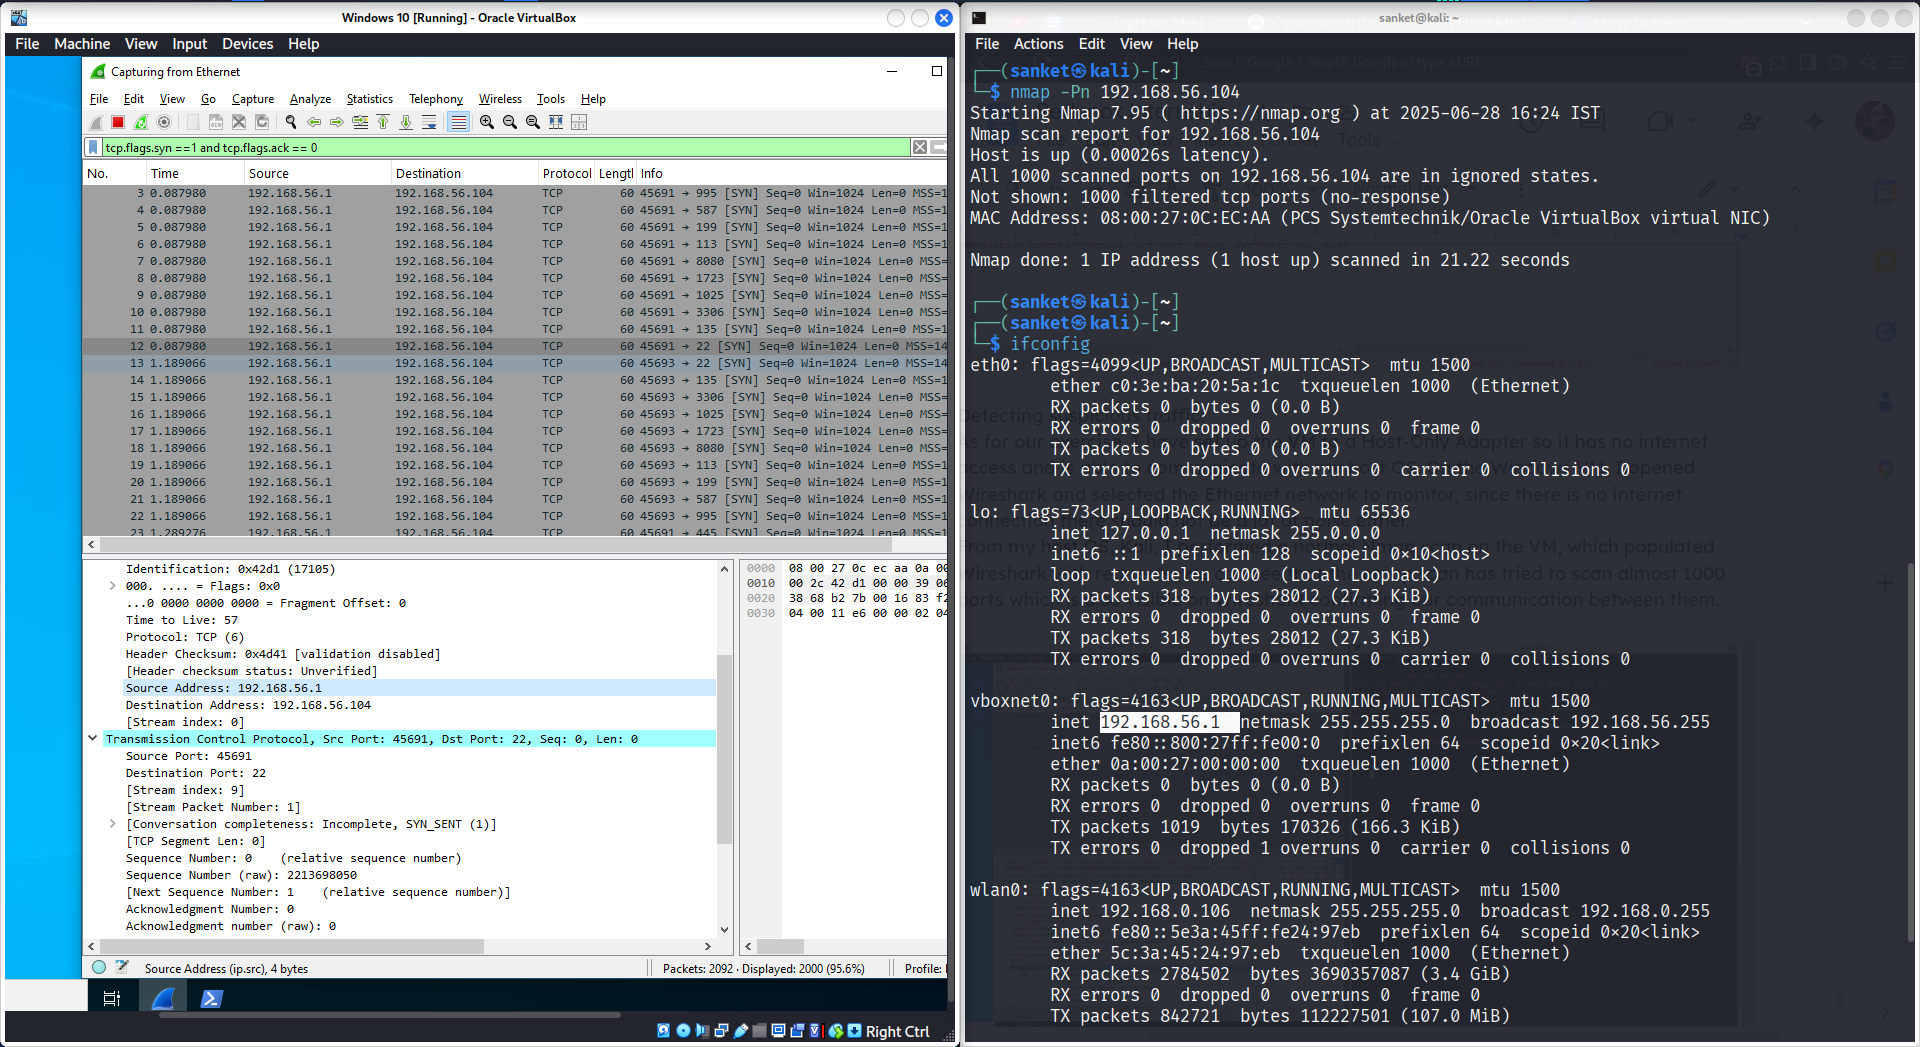 Windows 10 [Running] - Oracle VirtualBox
File Machine View Input Devices Help
Capturing from Ethernet
File Edit View Go Capture Analyze Statistics Telephony Wireless Tools Help
tcp.flags.syn ==1 and tcp.flags.ack == 0
No. Time Source Destination Protocol Lengtl Info
3 0.087980 192.168.56.1 192.168.56.104 TCP 60 45691 → 995 [SYN] Seq=0 Win=1024 Len=0 MSS=1
4 0.087980 192.168.56.1 192.168.56.104 TCP 60 45691 → 587 [SYN] Seq=0 Win=1024 Len=0 MSS=1
5 0.087980 192.168.56.1 192.168.56.104 TCP 60 45691 → 199 [SYN] Seq=0 Win=1024 Len=0 MSS=1
6 0.087980 192.168.56.1 192.168.56.104 TCP 60 45691 → 113 [SYN] Seq=0 Win=1024 Len=0 MSS=1
7 0.087980 192.168.56.1 192.168.56.104 TCP 60 45691 → 8080 [SYN] Seq=0 Win=1024 Len=0 MSS=
8 0.087980 192.168.56.1 192.168.56.104 TCP 60 45691 → 1723 [SYN] Seq=0 Win=1024 Len=0 MSS=
9 0.087980 192.168.56.1 192.168.56.104 TCP 60 45691 → 1025 [SYN] Seq=0 Win=1024 Len=0 MSS=
10 0.087980 192.168.56.1 192.168.56.104 TCP 60 45691 → 3306 [SYN] Seq=0 Win=1024 Len=0 MSS=
11 0.087980 192.168.56.1 192.168.56.104 TCP 60 45691 → 135 [SYN] Seq=0 Win=1024 Len=0 MSS=1
12 0.087980 192.168.56.1 192.168.56.104 TCP 60 45691 → 22 [SYN] Seq=0 Win=1024 Len=0 MSS=14
13 1.189066 192.168.56.1 192.168.56.104 TCP 60 45693 → 22 [SYN] Seq=0 Win=1024 Len=0 MSS=14
14 1.189066 192.168.56.1 192.168.56.104 TCP 60 45693 → 135 [SYN] Seq=0 Win=1024 Len=0 MSS=1
15 1.189066 192.168.56.1 192.168.56.104 TCP 60 45693 → 3306 [SYN] Seq=0 Win=1024 Len=0 MSS=
16 1.189066 192.168.56.1 192.168.56.104 TCP 60 45693 → 1025 [SYN] Seq=0 Win=1024 Len=0 MSS=
17 1.189066 192.168.56.1 192.168.56.104 TCP 60 45693 → 1723 [SYN] Seq=0 Win=1024 Len=0 MSS=
18 1.189066 192.168.56.1 192.168.56.104 TCP 60 45693 → 8080 [SYN] Seq=0 Win=1024 Len=0 MSS=
19 1.189066 192.168.56.1 192.168.56.104 TCP 60 45693 → 113 [SYN] Seq=0 Win=1024 Len=0 MSS=1
20 1.189066 192.168.56.1 192.168.56.104 TCP 60 45693 → 199 [SYN] Seq=0 Win=1024 Len=0 MSS=1
21 1.189066 192.168.56.1 192.168.56.104 TCP 60 45693 → 587 [SYN] Seq=0 Win=1024 Len=0 MSS=1
22 1.189066 192.168.56.1 192.168.56.104 TCP 60 45693 → 995 [SYN] Seq=0 Win=1024 Len=0 MSS=1
23 1.289276 192.168.56.1 192.168.56.104 TCP 60 45691 → 445 [SYN] Seq=0 Win=1024 Len=0 MSS=1
Identification: 0x42d1 (17105)
000. .... = Flags: 0x0
...0 0000 0000 0000 = Fragment Offset: 0
Time to Live: 57
Protocol: TCP (6)
Header Checksum: 0x4d41 [validation disabled]
[Header checksum status: Unverified]
Source Address: 192.168.56.1
Destination Address: 192.168.56.104
[Stream index: 0]
Transmission Control Protocol, Src Port: 45691, Dst Port: 22, Seq: 0, Len: 0
Source Port: 45691
Destination Port: 22
[Stream index: 9]
[Stream Packet Number: 1]
[Conversation completeness: Incomplete, SYN_SENT (1)]
[TCP Segment Len: 0]
Sequence Number: 0 (relative sequence number)
Sequence Number (raw): 2213698050
[Next Sequence Number: 1 (relative sequence number)]
Acknowledgment Number: 0
Acknowledgment number (raw): 0
0000 08 00 27 0c ec aa 0a 00
0010 00 2c 42 d1 00 00 39 06
0020 38 68 b2 7b 00 16 83 f2
0030 04 00 11 e6 00 00 02 04
Source Address (ip.src), 4 bytes
Packets: 2092 · Displayed: 2000 (95.6%)
Profile:
Right Ctrl
sanket@kali: ~
File Actions Edit View Help
┌──(sanket㉿kali)-[~]
└─$ nmap -Pn 192.168.56.104
Starting Nmap 7.95 ( https://nmap.org ) at 2025-06-28 16:24 IST
Nmap scan report for 192.168.56.104
Host is up (0.00026s latency).
All 1000 scanned ports on 192.168.56.104 are in ignored states.
Not shown: 1000 filtered tcp ports (no-response)
MAC Address: 08:00:27:0C:EC:AA (PCS Systemtechnik/Oracle VirtualBox virtual NIC)
Nmap done: 1 IP address (1 host up) scanned in 21.22 seconds
┌──(sanket㉿kali)-[~]
┌──(sanket㉿kali)-[~]
└─$ ifconfig
eth0: flags=4099<UP,BROADCAST,MULTICAST> mtu 1500
ether c0:3e:ba:20:5a:1c txqueuelen 1000 (Ethernet)
RX packets 0 bytes 0 (0.0 B)
RX errors 0 dropped 0 overruns 0 frame 0
TX packets 0 bytes 0 (0.0 B)
TX errors 0 dropped 0 overruns 0 carrier 0 collisions 0
lo: flags=73<UP,LOOPBACK,RUNNING> mtu 65536
inet 127.0.0.1 netmask 255.0.0.0
inet6 ::1 prefixlen 128 scopeid 0×10<host>
loop txqueuelen 1000 (Local Loopback)
RX packets 318 bytes 28012 (27.3 KiB)
RX errors 0 dropped 0 overruns 0 frame 0
TX packets 318 bytes 28012 (27.3 KiB)
TX errors 0 dropped 0 overruns 0 carrier 0 collisions 0
vboxnet0: flags=4163<UP,BROADCAST,RUNNING,MULTICAST> mtu 1500
inet 192.168.56.1 netmask 255.255.255.0 broadcast 192.168.56.255
inet6 fe80::800:27ff:fe00:0 prefixlen 64 scopeid 0×20<link>
ether 0a:00:27:00:00:00 txqueuelen 1000 (Ethernet)
RX packets 0 bytes 0 (0.0 B)
RX errors 0 dropped 0 overruns 0 frame 0
TX packets 1019 bytes 170326 (166.3 KiB)
TX errors 0 dropped 1 overruns 0 carrier 0 collisions 0
wlan0: flags=4163<UP,BROADCAST,RUNNING,MULTICAST> mtu 1500
inet 192.168.0.106 netmask 255.255.255.0 broadcast 192.168.0.255
inet6 fe80::5e3a:45ff:fe24:97eb prefixlen 64 scopeid 0×20<link>
ether 5c:3a:45:24:97:eb txqueuelen 1000 (Ethernet)
RX packets 2784502 bytes 3690357087 (3.4 GiB)
RX errors 0 dropped 0 overruns 0 frame 0
TX packets 842721 bytes 112227501 (107.0 MiB)